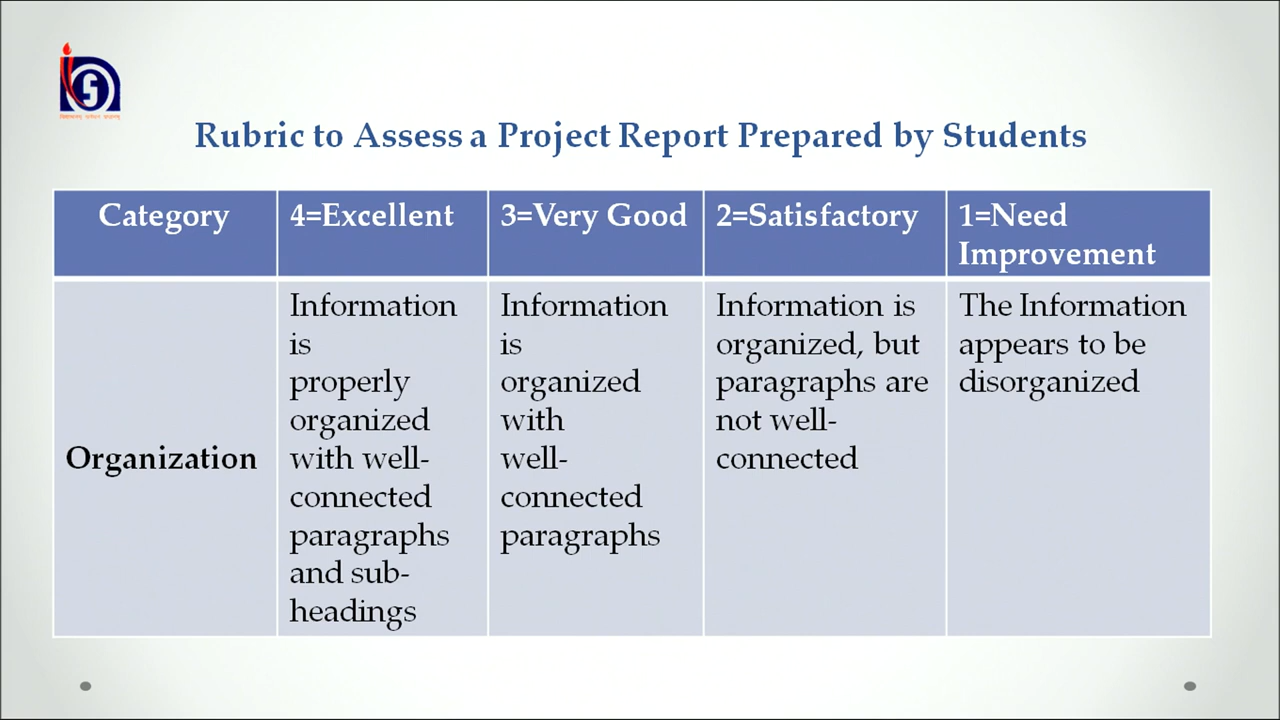 Rubric to Assess a Project Report Prepared by Students
Category
4=Excellent
3=Very Good
2=Satisfactory
1=Need
Improvement
Organization
Information
is
properly
organized
with well-
connected
paragraphs
and sub-
headings
Information
is
organized
with
well-
connected
paragraphs
Information is
organized, but
paragraphs are
not well-
connected
The Information
appears to be
disorganized